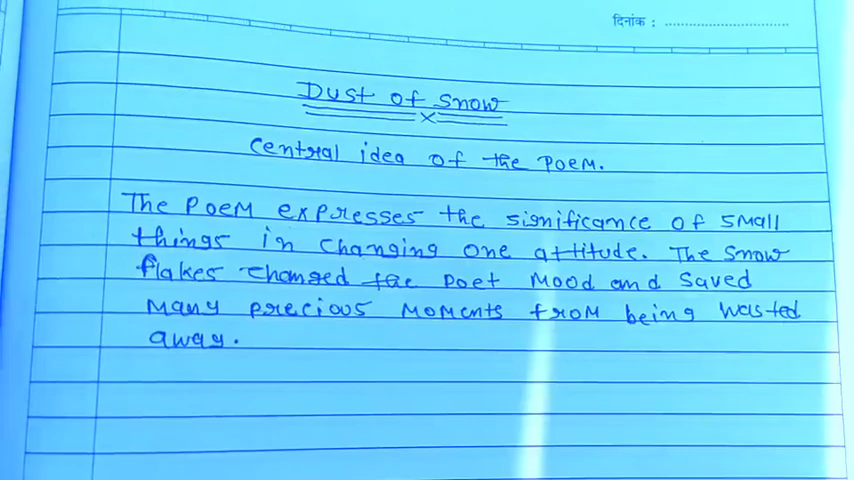 दिनांक : ................................
Dust of Snow
x
Central idea of the Poem.
The Poem expresses the significance of small
things in changing one attitude. The snow
flakes changed the Poet Mood and saved
Many precious Moments from being wasted
away.